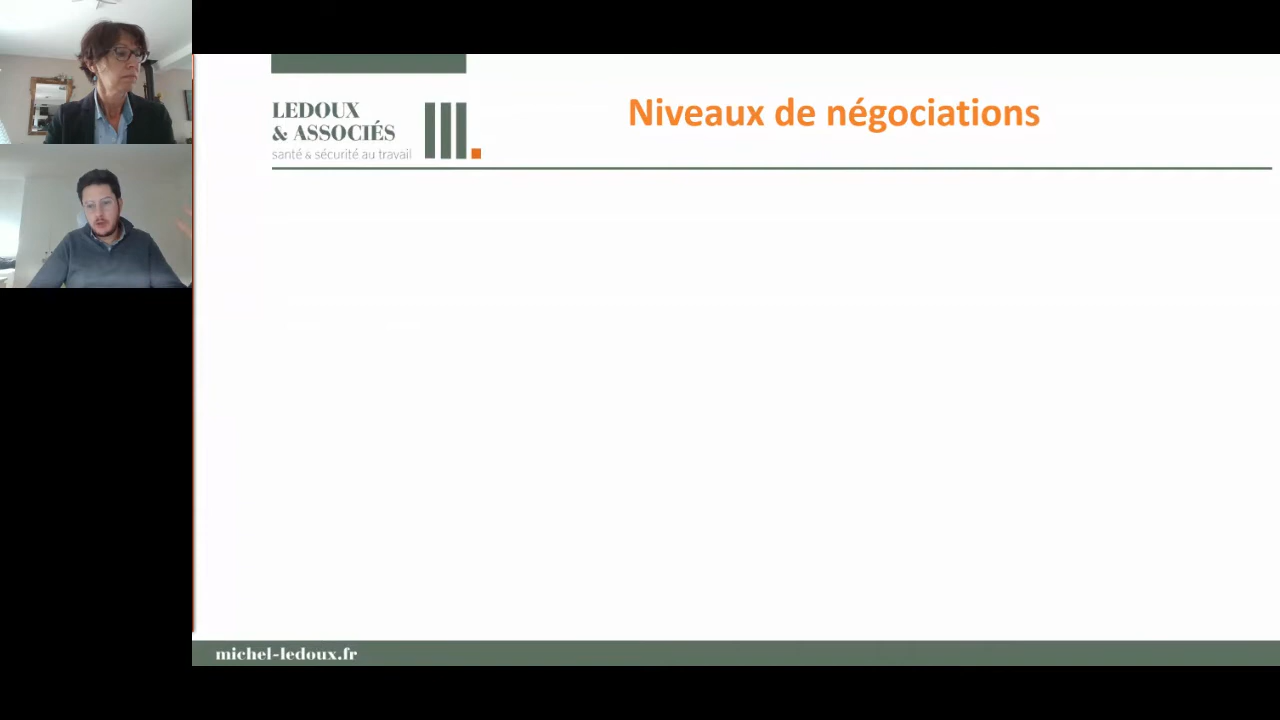 LEDOUX
& ASSOCIÉS
santé & sécurité au travail
Niveaux de négociations
michel-ledoux.fr